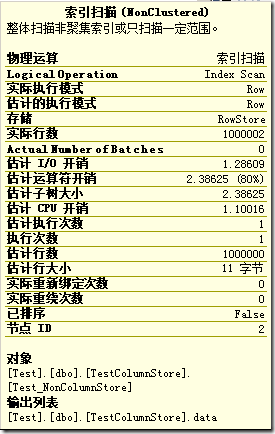 索引扫描 (NonClustered)
整体扫描非聚集索引或只扫描一定范围。
物理运算 索引扫描
Logical Operation Index Scan
实际执行模式 Row
估计的执行模式 Row
存储 RowStore
实际行数 1000002
Actual Number of Batches 0
估计 I/O 开销 1.28609
估计运算符开销 2.38625 (80%)
估计子树大小 2.38625
估计 CPU 开销 1.10016
估计执行次数 1
执行次数 1
估计行数 1000000
估计行大小 11 字节
实际重新绑定次数 0
实际重绕次数 0
已排序 False
节点 ID 2
对象
[Test].[dbo].[TestColumnStore].
[Test_NonColumnStore]
输出列表
[Test].[dbo].[TestColumnStore].data